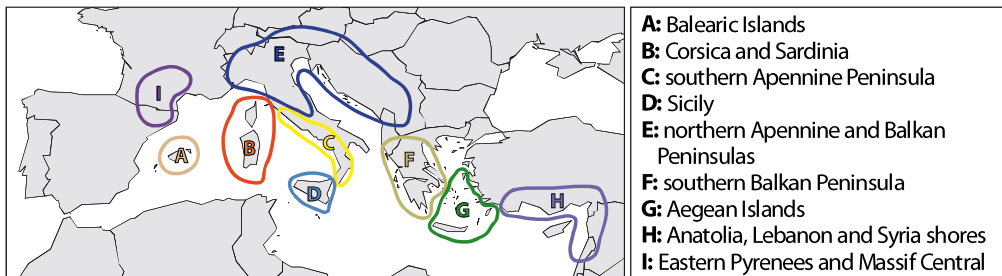 E
I
A
B
C
D
F
G
H
A: Balearic Islands
B: Corsica and Sardinia
C: southern Apennine Peninsula
D: Sicily
E: northern Apennine and Balkan
Peninsulas
F: southern Balkan Peninsula
G: Aegean Islands
H: Anatolia, Lebanon and Syria shores
I: Eastern Pyrenees and Massif Central